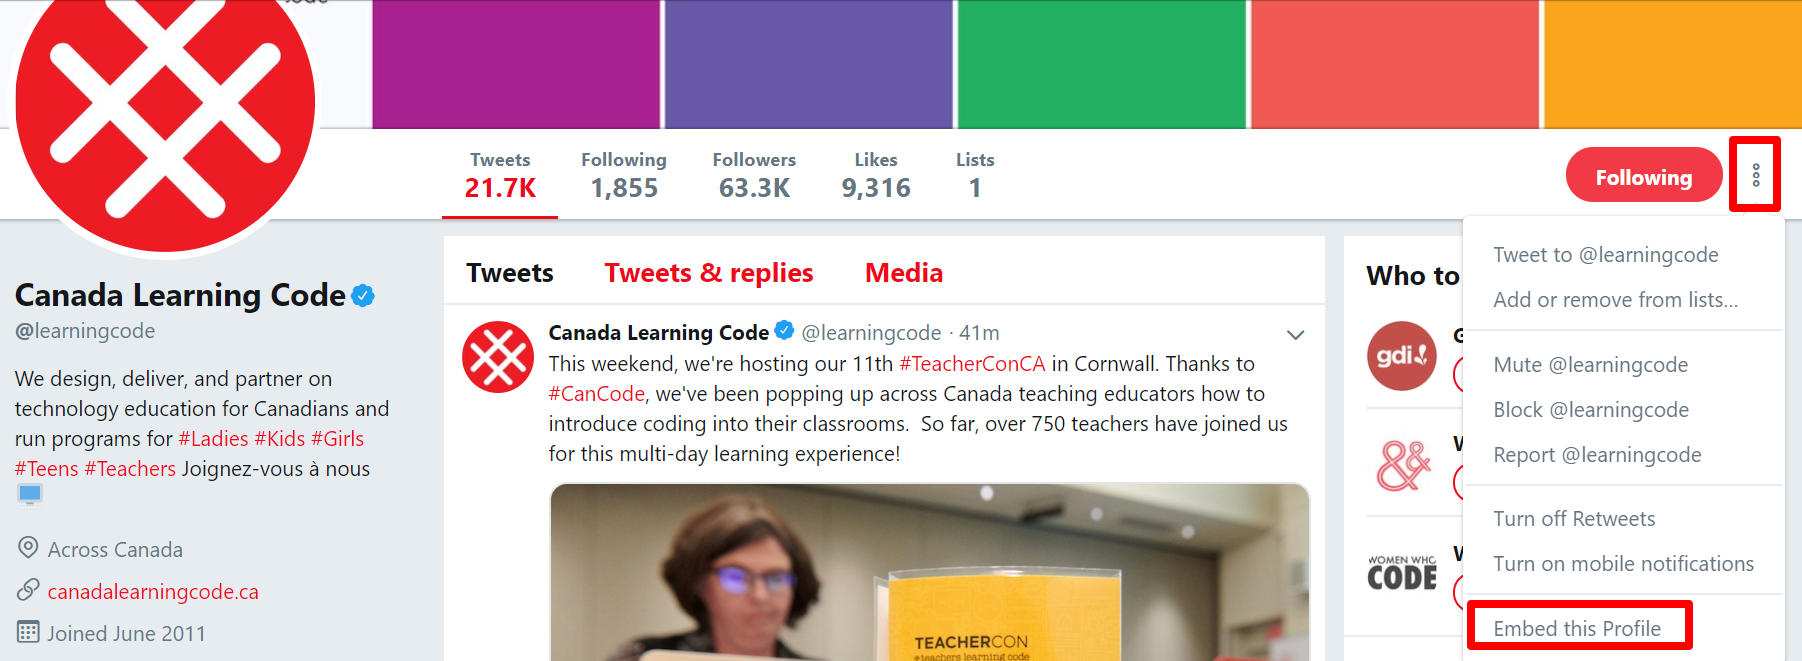 Tweets
21.7K
Following
1,855
Followers
63.3K
Likes
9,316
Lists
1
Following
Canada Learning Code
@learningcode
We design, deliver, and partner on
technology education for Canadians and
run programs for #Ladies #Kids #Girls
#Teens #Teachers Joignez-vous à nous
Across Canada
canadalearningcode.ca
Joined June 2011
Tweets Tweets & replies Media
Canada Learning Code @learningcode · 41m
This weekend, we're hosting our 11th #TeacherConCA in Cornwall. Thanks to
#CanCode, we've been popping up across Canada teaching educators how to
introduce coding into their classrooms. So far, over 750 teachers have joined us
for this multi-day learning experience!
TEACHERCON
teachers learning code
Who to
gdi
G
&&
W
WOMEN WHO
CODE
W
Tweet to @learningcode
Add or remove from lists...
Mute @learningcode
Block @learningcode
Report @learningcode
Turn off Retweets
Turn on mobile notifications
Embed this Profile